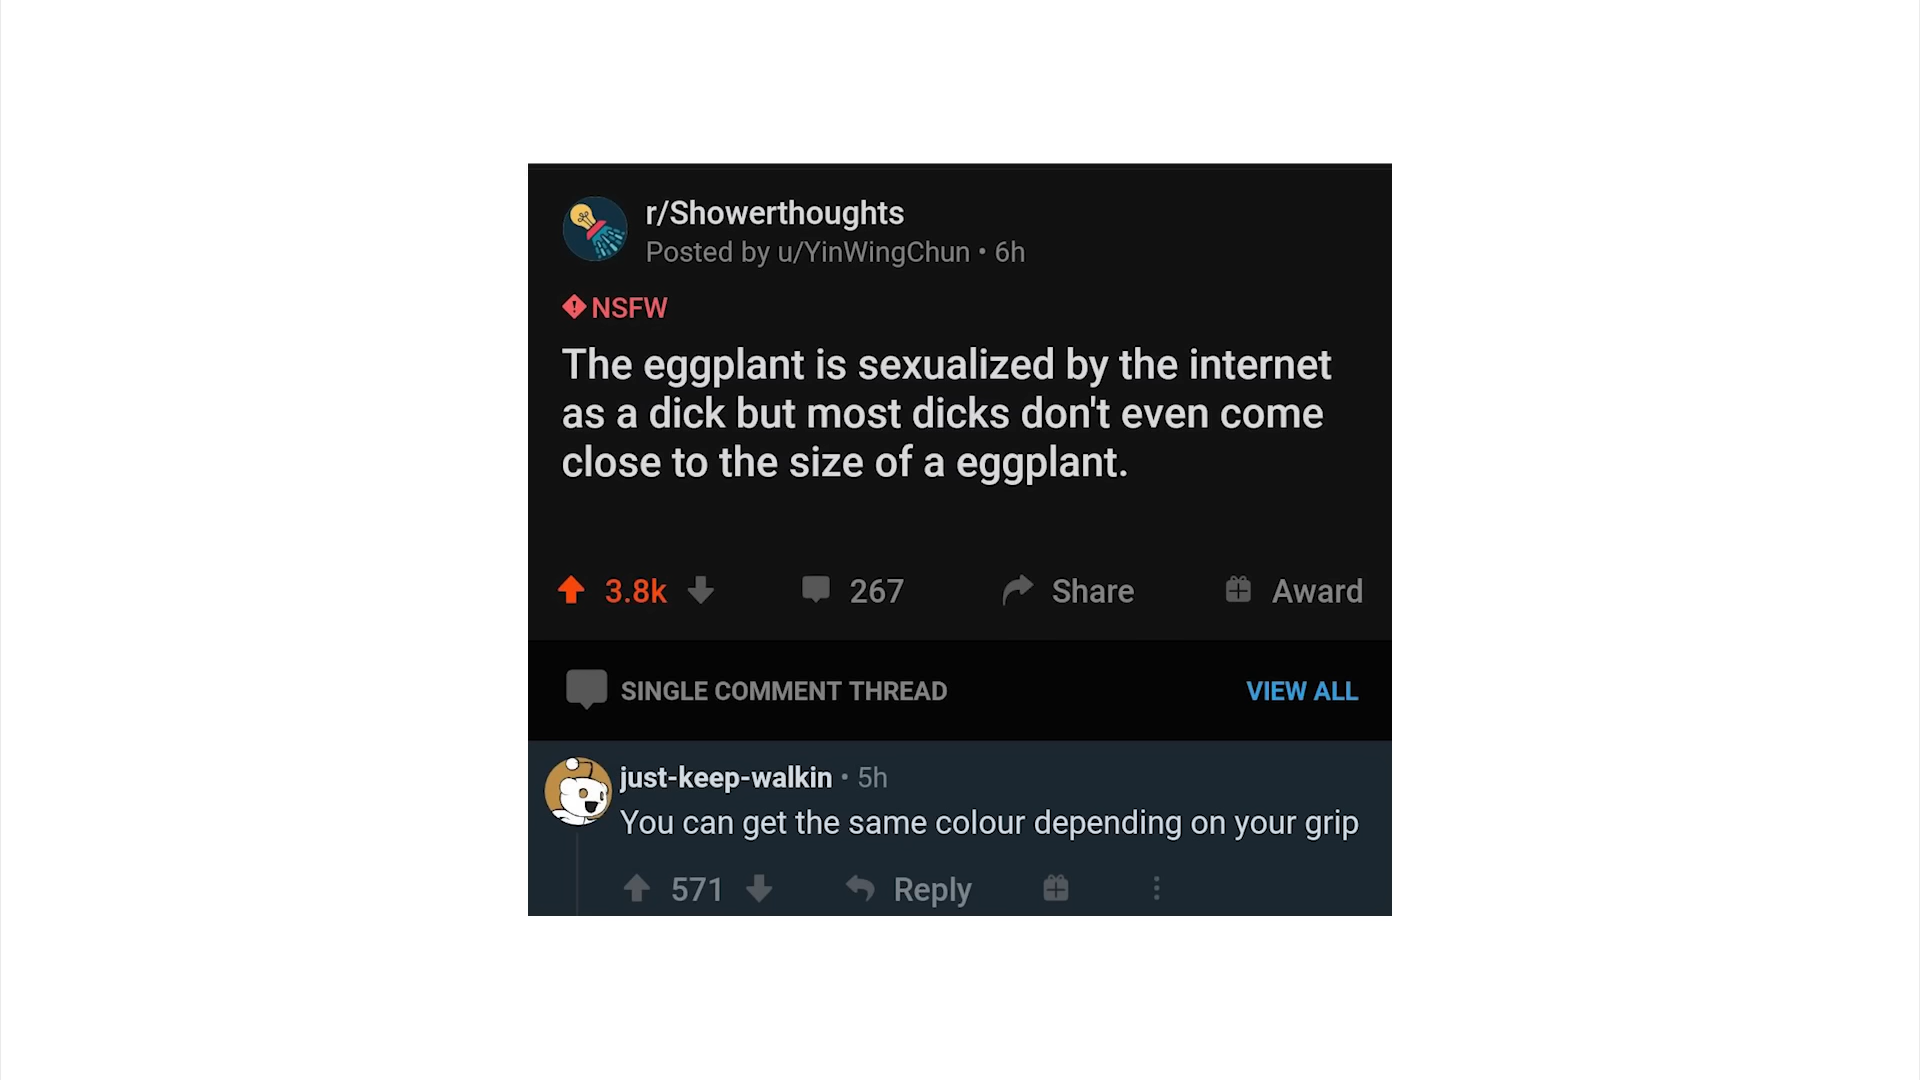 r/Showerthoughts
Posted by u/YinWingChun • 6h
NSFW
The eggplant is sexualized by the internet
as a dick but most dicks don't even come
close to the size of a eggplant.
3.8k 267 Share Award
SINGLE COMMENT THREAD VIEW ALL
just-keep-walkin • 5h
You can get the same colour depending on your grip
571 Reply